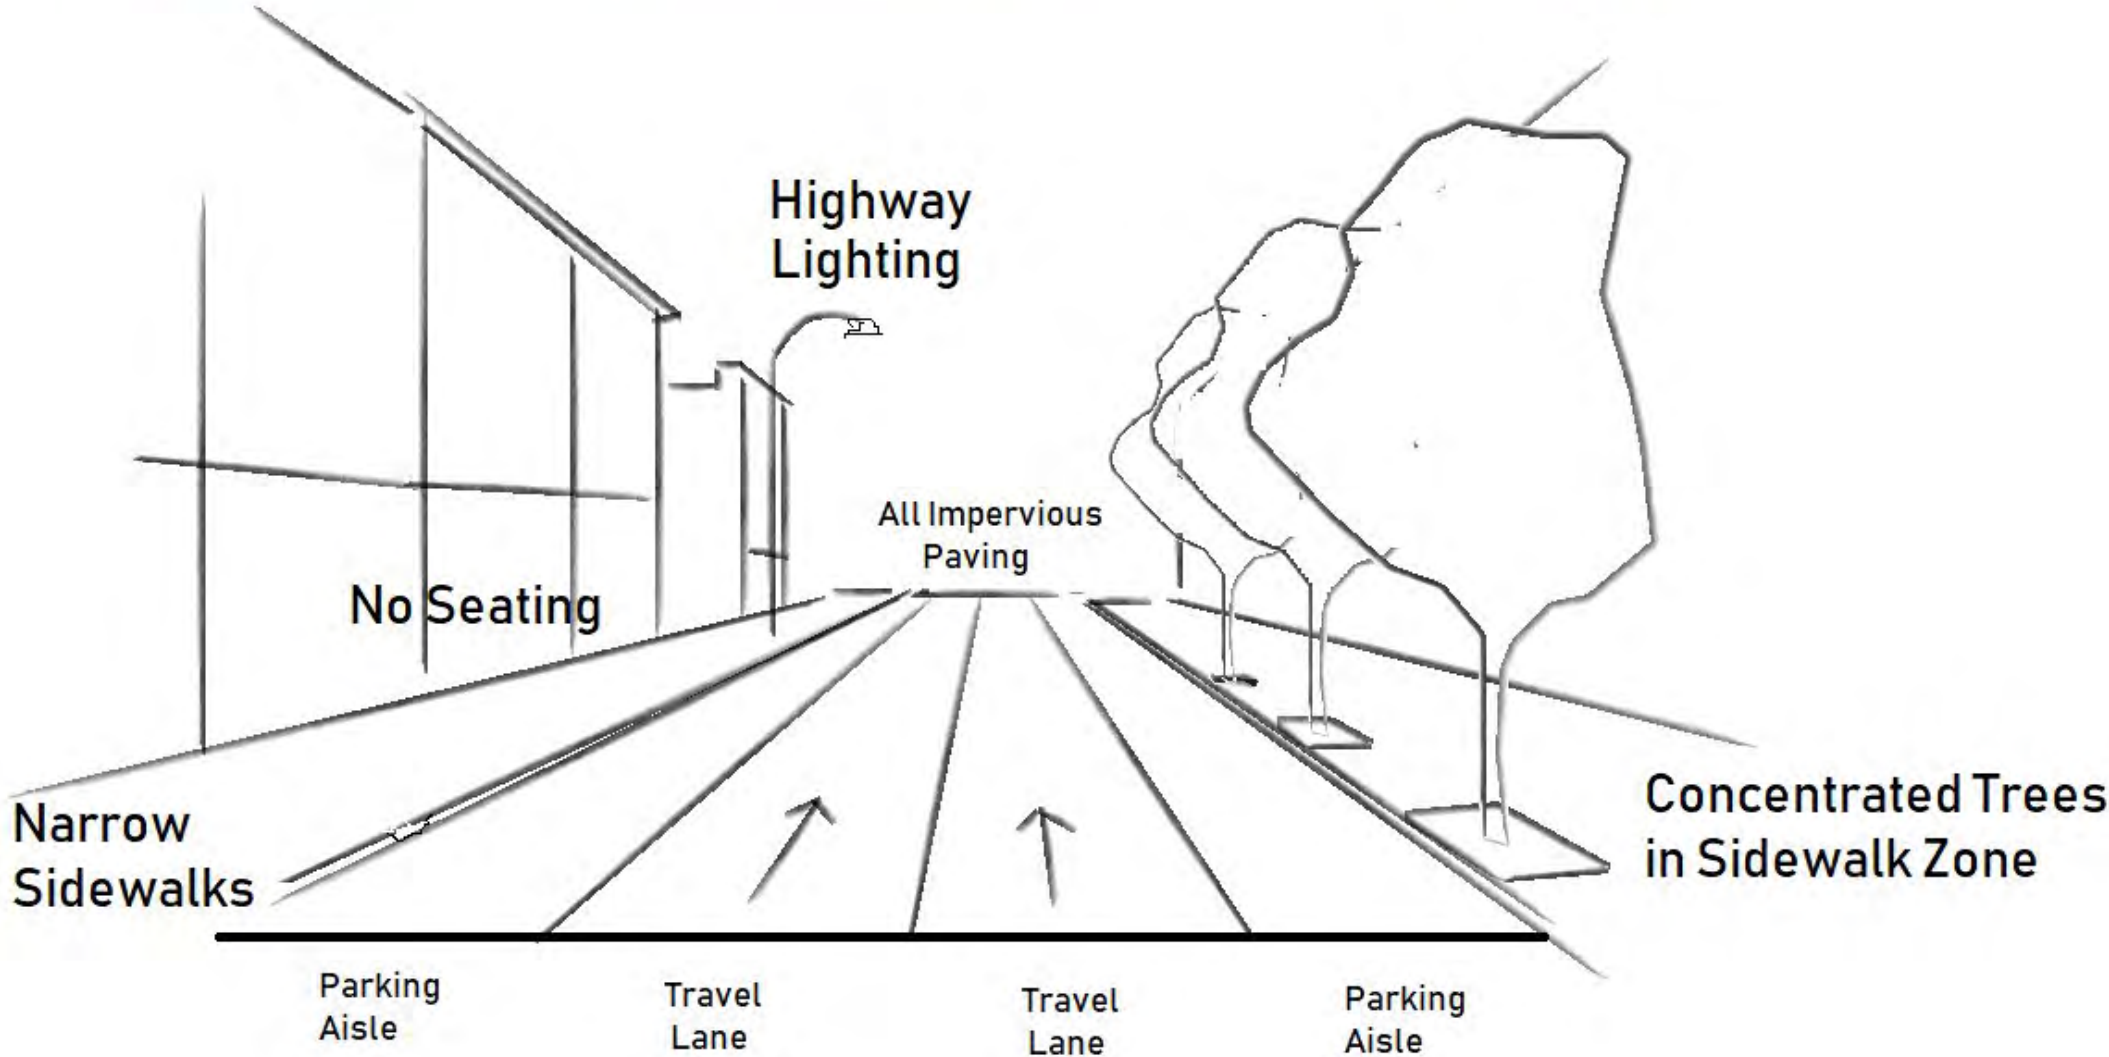 Highway
Lighting
All Impervious
Paving
No Seating
Narrow
Sidewalks
Concentrated Trees
in Sidewalk Zone
Parking
Aisle
Travel
Lane
Travel
Lane
Parking
Aisle